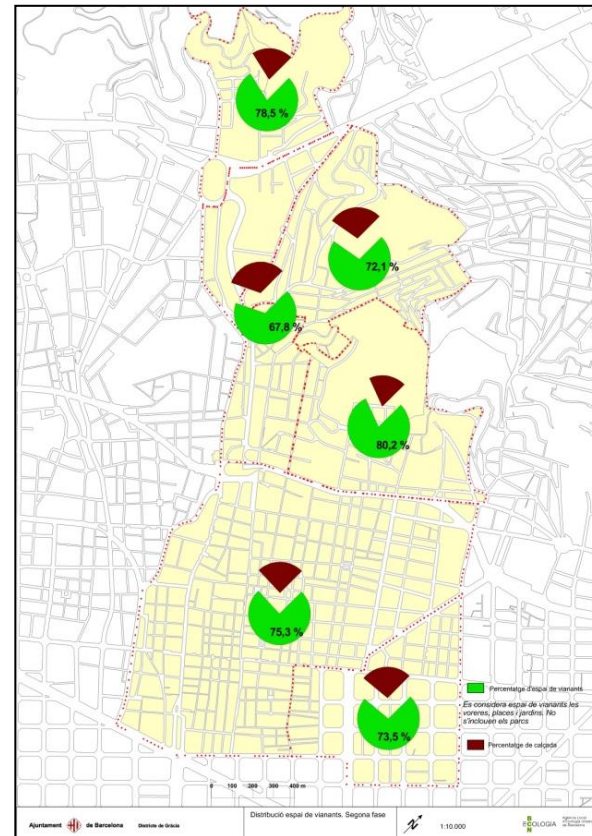 78,5 %
72,1 %
67,8 %
80,2 %
75,3 %
73,5 %
Percentatge d'espai de vianants
Es considera espai de vianants les
voreres, places i jardins. No
s'inclouen els parcs
Percentatge de calçada
0 100 200 300 400 m
Ajuntament de Barcelona
Districte de Gràcia
Distribució espai de vianants. Segona fase
1:10.000
BCN
ECOLOGIA